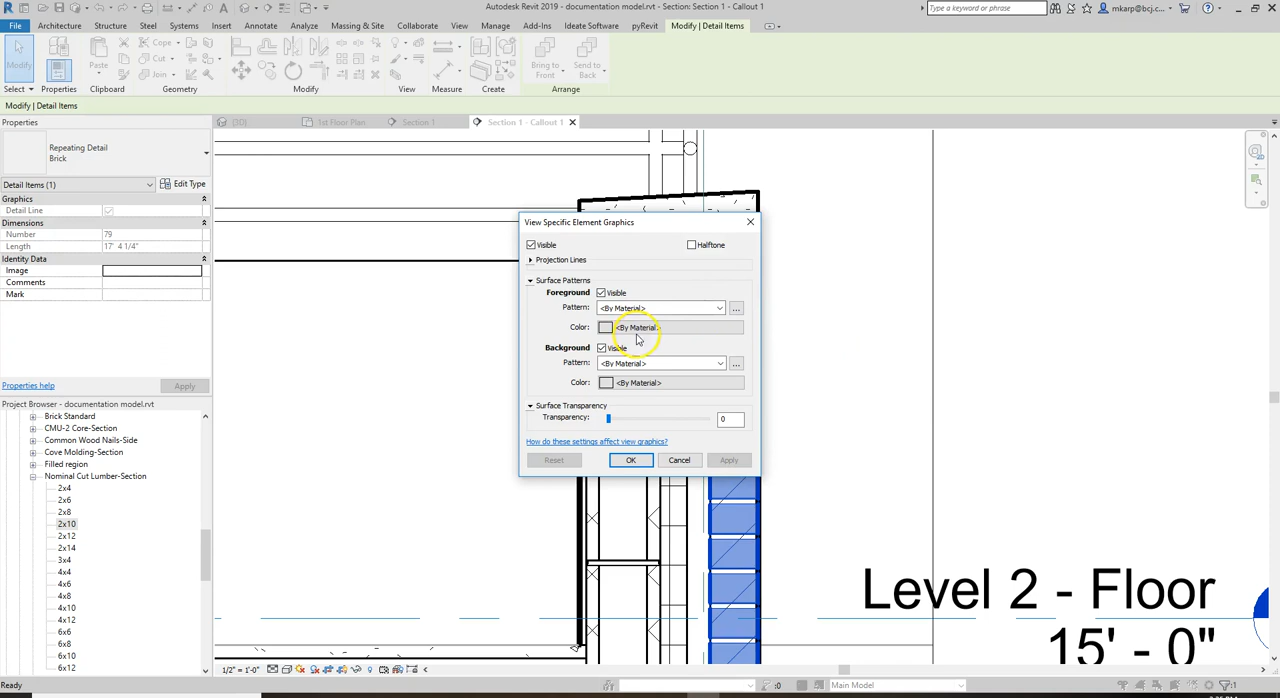 Autodesk Revit 2019 - documentation model.rvt - Section: Section 1 - Callout 1
Type a keyword or phrase
mkarp@bcj.c...
File Architecture Structure Steel Systems Insert Annotate Analyze Massing & Site Collaborate View Manage Add-Ins Ideate Software pyRevit Modify | Detail Items
Modify
Properties
Paste
Cope
Cut
Join
Bring to Front
Send to Back
Select Properties Clipboard Geometry Modify View Measure Create Arrange
Modify | Detail Items
Properties
(3D) 1st Floor Plan Section 1 Section 1 - Callout 1
Repeating Detail
Brick
Detail Items (1) Edit Type
Graphics
Detail Line
Dimensions
Number 79
Length 17' 4 1/4"
Identity Data
Image
Comments
Mark
Properties help Apply
Project Browser - documentation model.rvt
Brick Standard
CMU-2 Core-Section
Common Wood Nails-Side
Cove Molding-Section
Filled region
Nominal Cut Lumber-Section
2x4
2x6
2x8
2x10
2x12
2x14
3x4
4x4
4x6
4x8
4x10
4x12
6x6
6x8
6x10
6x12
View Specific Element Graphics
Visible Halftone
Projection Lines
Surface Patterns
Foreground Visible
Pattern: <By Material> ...
Color: <By Material>
Background Visible
Pattern: <By Material> ...
Color: <By Material>
Surface Transparency
Transparency: 0
How do these settings affect view graphics?
Reset OK Cancel Apply
Level 2 - Floor
15' - 0"
1/2" = 1'-0"
Ready
:0
Main Model
:1